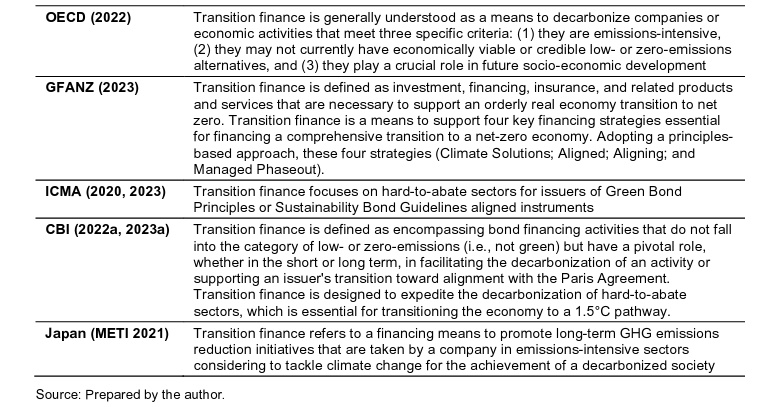 OECD (2022) Transition finance is generally understood as a means to decarbonize companies or
economic activities that meet three specific criteria: (1) they are emissions-intensive,
(2) they may not currently have economically viable or credible low- or zero-emissions
alternatives, and (3) they play a crucial role in future socio-economic development
GFANZ (2023) Transition finance is defined as investment, financing, insurance, and related products
and services that are necessary to support an orderly real economy transition to net
zero. Transition finance is a means to support four key financing strategies essential
for financing a comprehensive transition to a net-zero economy. Adopting a principles-
based approach, these four strategies (Climate Solutions; Aligned; Aligning; and
Managed Phaseout).
ICMA (2020, 2023) Transition finance focuses on hard-to-abate sectors for issuers of Green Bond
Principles or Sustainability Bond Guidelines aligned instruments
CBI (2022a, 2023a) Transition finance is defined as encompassing bond financing activities that do not fall
into the category of low- or zero-emissions (i.e., not green) but have a pivotal role,
whether in the short or long term, in facilitating the decarbonization of an activity or
supporting an issuer's transition toward alignment with the Paris Agreement.
Transition finance is designed to expedite the decarbonization of hard-to-abate
sectors, which is essential for transitioning the economy to a 1.5°C pathway.
Japan (METI 2021) Transition finance refers to a financing means to promote long-term GHG emissions
reduction initiatives that are taken by a company in emissions-intensive sectors
considering to tackle climate change for the achievement of a decarbonized society
Source: Prepared by the author.